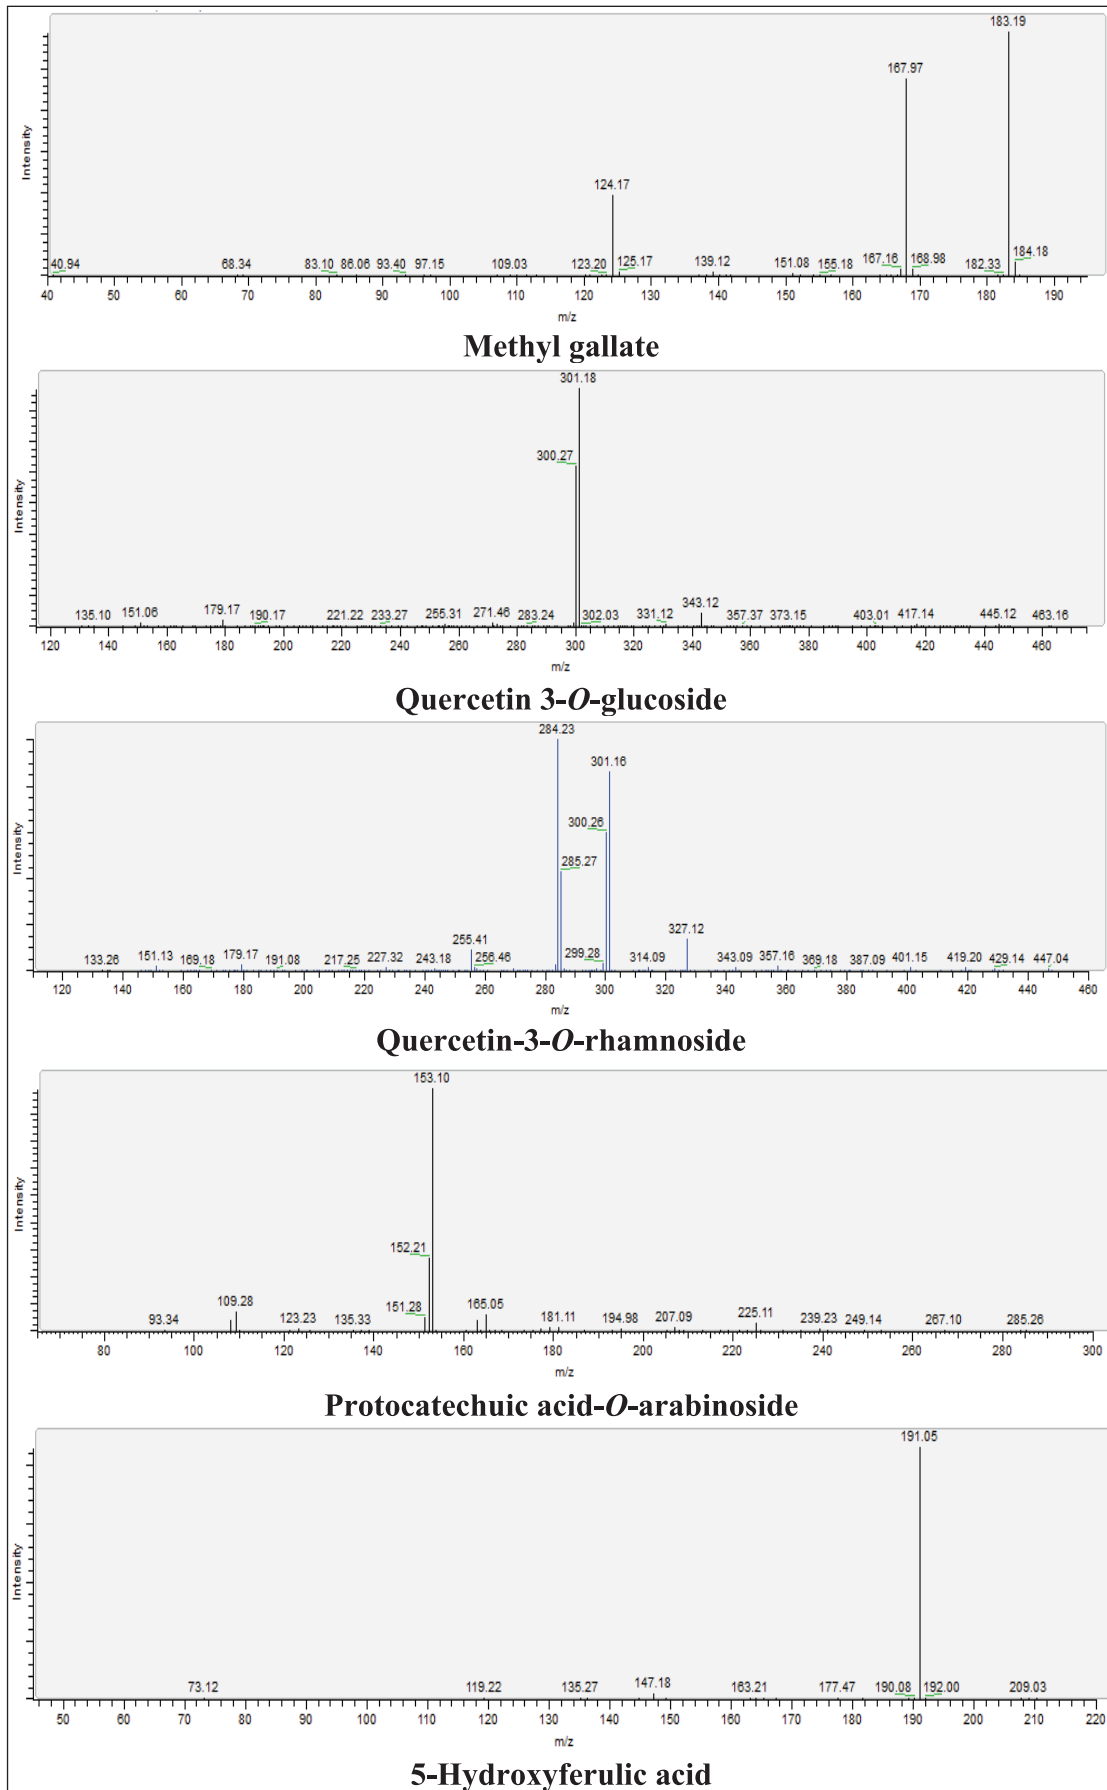 183.19
167.97
124.17
40.94 68.34 83.10 86.06 93.40 97.15 109.03 123.20 125.17 139.12 151.08 155.18 167.16 168.98 182.33 184.18
Intensity
40 50 60 70 80 90 100 110 120 130 140 150 160 170 180 190
m/z
Methyl gallate
301.18
300.27
135.10 151.06 179.17 190.17 221.22 233.27 255.31 271.46 283.24 302.03 331.12 343.12 357.37 373.15 403.01 417.14 445.12 463.16
Intensity
120 140 160 180 200 220 240 260 280 300 320 340 360 380 400 420 440 460
m/z
Quercetin 3-O-glucoside
284.23
301.16
300.26
285.27
327.12
255.41
133.26 151.13 169.18 179.17 191.08 217.25 227.32 243.18 256.46 299.28 314.09 343.09 357.16 369.18 387.09 401.15 419.20 429.14 447.04
Intensity
120 140 160 180 200 220 240 260 280 300 320 340 360 380 400 420 440 460
m/z
Quercetin-3-O-rhamnoside
153.10
152.21
93.34 109.28 123.23 135.33 151.28 165.05 181.11 194.98 207.09 225.11 239.23 249.14 267.10 285.26
Intensity
80 100 120 140 160 180 200 220 240 260 280 300
m/z
Protocatechuic acid-O-arabinoside
191.05
73.12 119.22 135.27 147.18 163.21 177.47 190.08 192.00 209.03
Intensity
50 60 70 80 90 100 110 120 130 140 150 160 170 180 190 200 210 220
m/z
5-Hydroxyferulic acid